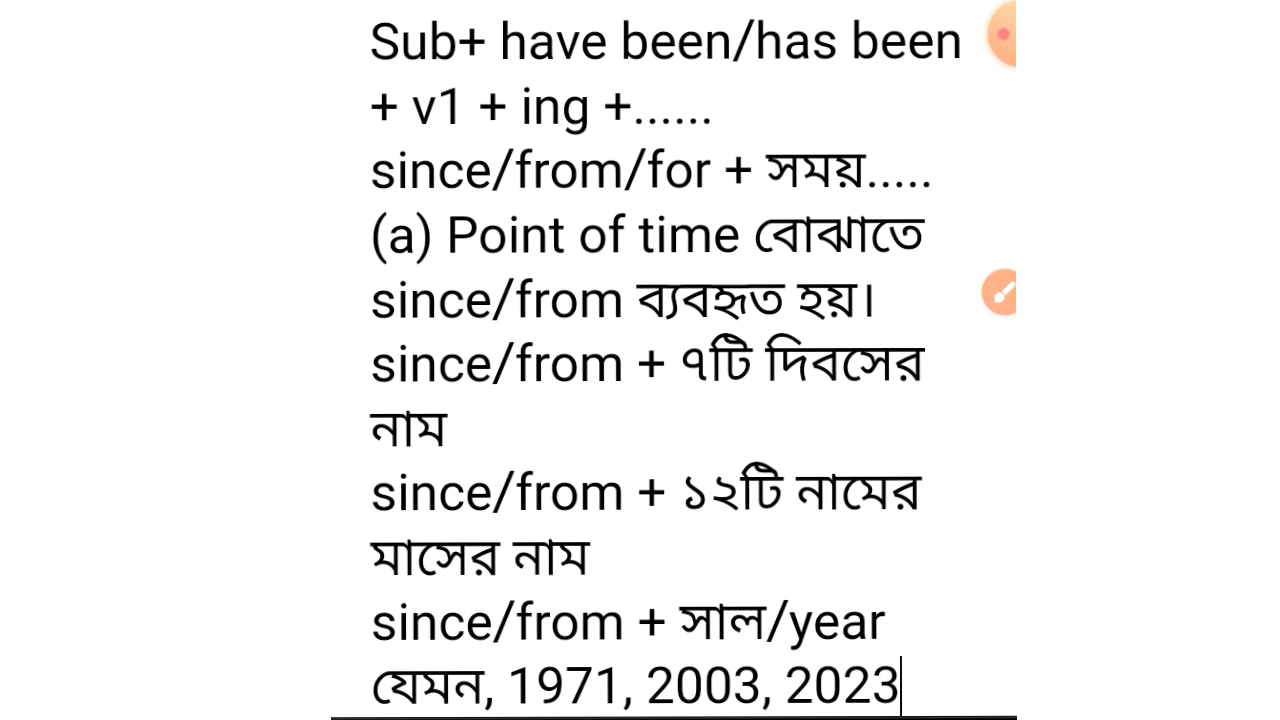 Sub+ have been/has been
+ v1 + ing +......
since/from/for + সময়.....
(a) Point of time বোঝাতে
since/from ব্যবহৃত হয়।
since/from + ৭টি দিবসের
নাম
since/from + ১২টি নামের
মাসের নাম
since/from + সাল/year
যেমন, 1971, 2003, 2023